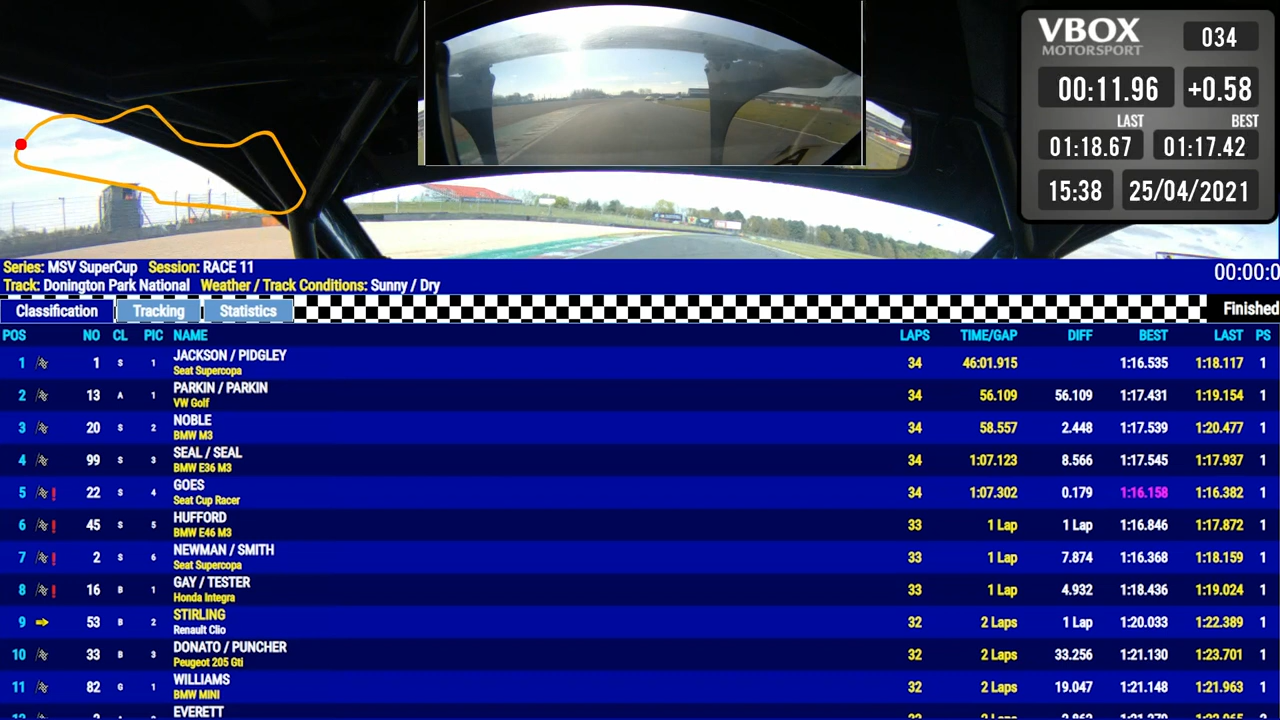 VBOX
MOTORSPORT
034
00:11.96 +0.58
LAST BEST
01:18.67 01:17.42
15:38 25/04/2021
Series: MSV SuperCup Session: RACE 11
Track: Donington Park National Weather / Track Conditions: Sunny / Dry
00:00:0
Classification Tracking Statistics Finished
POS NO CL PIC NAME LAPS TIME/GAP DIFF BEST LAST PS
1 1 S 1 JACKSON / PIDGLEY 34 46:01.915 1:16.535 1:18.117 1
Seat Supercopa
2 13 A 1 PARKIN / PARKIN 34 56.109 56.109 1:17.431 1:19.154 1
VW Golf
3 20 S 2 NOBLE 34 58.557 2.448 1:17.539 1:20.477 1
BMW M3
4 99 S 3 SEAL / SEAL 34 1:07.123 8.566 1:17.545 1:17.937 1
BMW E36 M3
5 ! 22 S 4 GOES 34 1:07.302 0.179 1:16.158 1:16.382 1
Seat Cup Racer
6 ! 45 S 5 HUFFORD 33 1 Lap 1 Lap 1:16.846 1:17.872 1
BMW E46 M3
7 ! 2 S 6 NEWMAN / SMITH 33 1 Lap 7.874 1:16.368 1:18.159 1
Seat Supercopa
8 ! 16 B 1 GAY / TESTER 33 1 Lap 4.932 1:18.436 1:19.024 1
Honda Integra
9 53 B 2 STIRLING 32 2 Laps 1 Lap 1:20.033 1:22.389 1
Renault Clio
10 33 B 3 DONATO / PUNCHER 32 2 Laps 33.256 1:21.130 1:23.701 1
Peugeot 205 Gti
11 82 G 1 WILLIAMS 32 2 Laps 19.047 1:21.148 1:21.963 1
BMW MINI
EVERETT